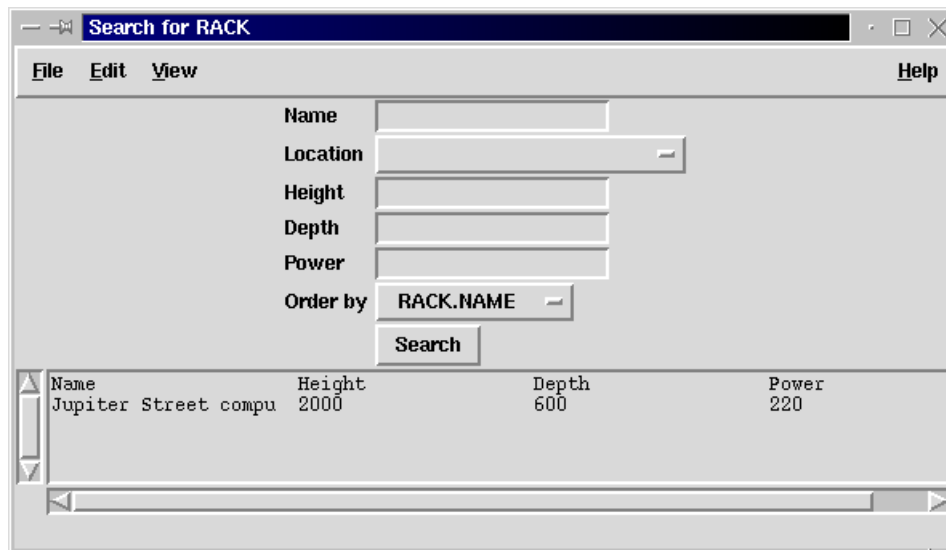 Search for RACK
File Edit View Help
Name
Location
Height
Depth
Power
Order by RACK.NAME
Search
Name Height Depth Power
Jupiter Street compu 2000 600 220